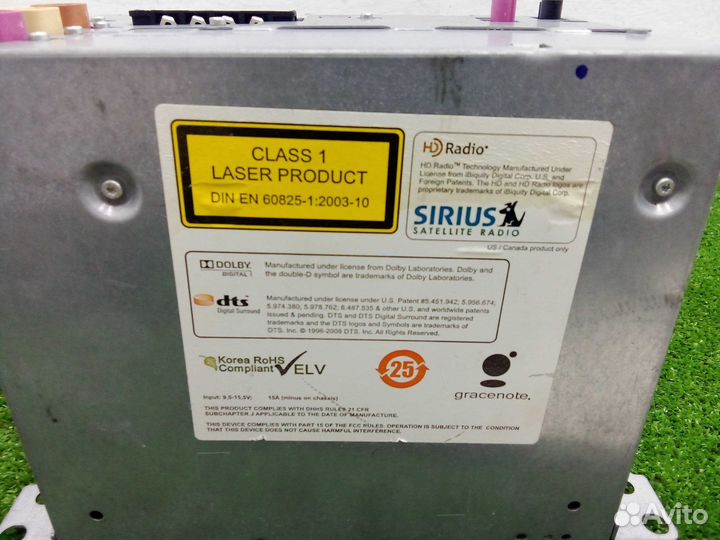 CLASS 1
LASER PRODUCT
DIN EN 60825-1:2003-10
HD Radio
HD Radio™ Technology Manufactured Under
License from iBiquity Digital Corp. U.S. and
Foreign Patents. The HD and HD Radio logos are
proprietary trademarks of iBiquity Digital Corp.
SIRIUS
SATELLITE RADIO
US / Canada product only
DOLBY
DIGITAL
Manufactured under license from Dolby Laboratories. Dolby and
the double-D symbol are trademarks of Dolby Laboratories.
dts
Digital Surround
Manufactured under license under U.S. Patent #5.451.942; 5.956.674;
5.974.380; 5.978.762; 6.487.535 & other U.S. and worldwide patents
issued & pending. DTS and DTS Digital Surround are registered
trademarks and the DTS logos and Symbols are trademarks of
DTS. Inc. © 1996-2008 DTS, Inc. All Rights Reserved.
Korea RoHS
Compliant ELV
25
gracenote.
Input: 9,5-15,5V: 15A (minus on chassis)
THIS PRODUCT COMPLIES WITH DHHS RULES 21 CFR
SUBCHAPTER J APPLICABLE TO THE DATE OF MANUFACTURE.
THIS DEVICE COMPLIES WITH PART 15 OF THE FCC RULES. OPERATION IS SUBJECT TO THE CONDITION
THAT THIS DEVICE DOES NOT CAUSE HARMFUL INTERFERENCE.
Avito